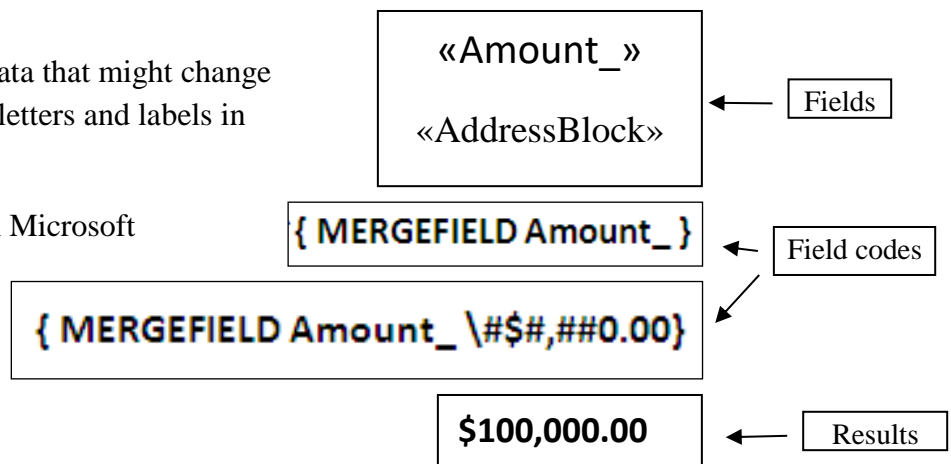 «Amount_»
ata that might change
Fields
letters and labels in
«AddressBlock»
Microsoft
{ MERGEFIELD Amount_ }
Field codes
{ MERGEFIELD Amount_ \#$#,##0.00}
$100,000.00
Results